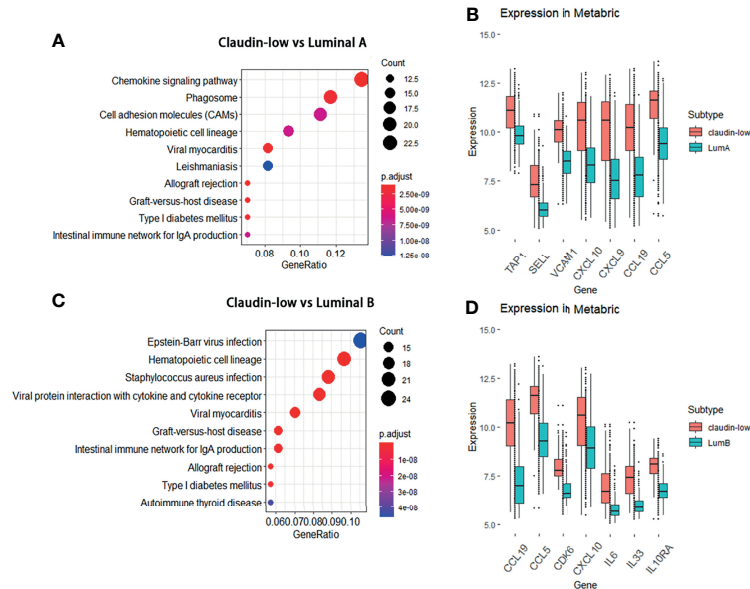 A
Claudin-low vs Luminal A
Chemokine signaling pathway
Phagosome
Cell adhesion molecules (CAMs)
Hematopoietic cell lineage
Viral myocarditis
Leishmaniasis
Allograft rejection
Graft-versus-host disease
Type I diabetes mellitus
Intestinal immune network for IgA production
0.08 0.10 0.12
GeneRatio
Count
12.5
15.0
17.5
20.0
22.5
p.adjust
2.50e-09
5.00e-09
7.50e-09
1.00e-08
1.25e-08
B
Expression in Metabric
15.0
12.5
10.0
7.5
5.0
Expression
TAP1 SELL VCAM1 CXCL10 CXCL9 CCL19 CCL5
Gene
Subtype
claudin-low
LumA
C
Claudin-low vs Luminal B
Epstein-Barr virus infection
Hematopoietic cell lineage
Staphylococcus aureus infection
Viral protein interaction with cytokine and cytokine receptor
Viral myocarditis
Graft-versus-host disease
Intestinal immune network for IgA production
Allograft rejection
Type I diabetes mellitus
Autoimmune thyroid disease
0.060.070.080.090.10
GeneRatio
Count
15
18
21
24
p.adjust
1e-08
2e-08
3e-08
4e-08
D
Expression in Metabric
15.0
12.5
10.0
7.5
5.0
Expression
CCL19 CCL5 CDK6 CXCL10 IL6 IL33 IL10RA
Gene
Subtype
claudin-low
LumB